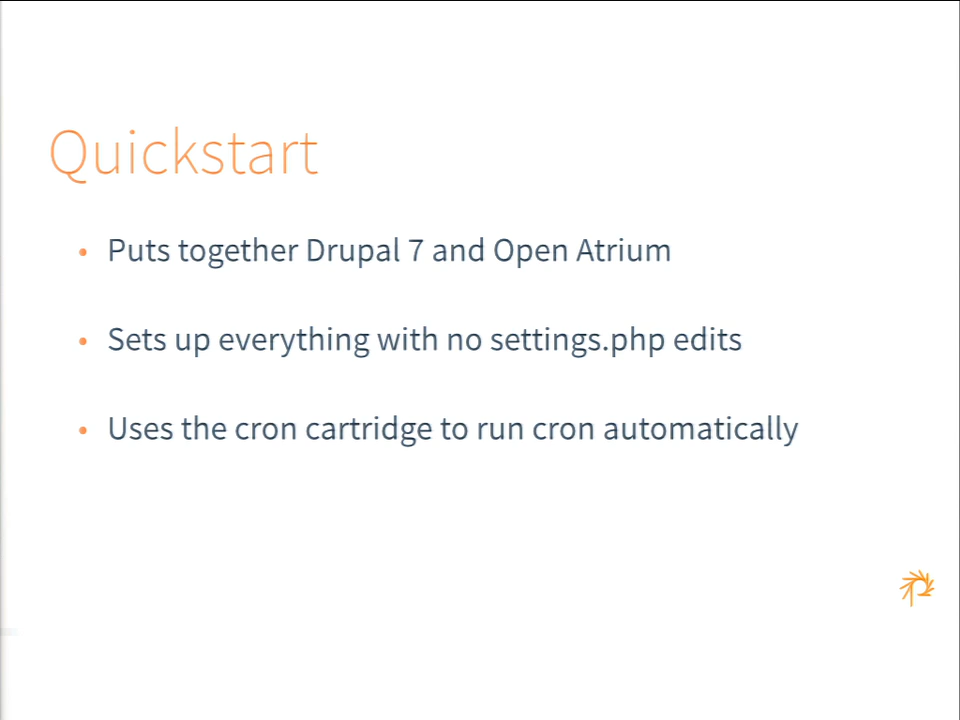 Quickstart
• Puts together Drupal 7 and Open Atrium
• Sets up everything with no settings.php edits
• Uses the cron cartridge to run cron automatically